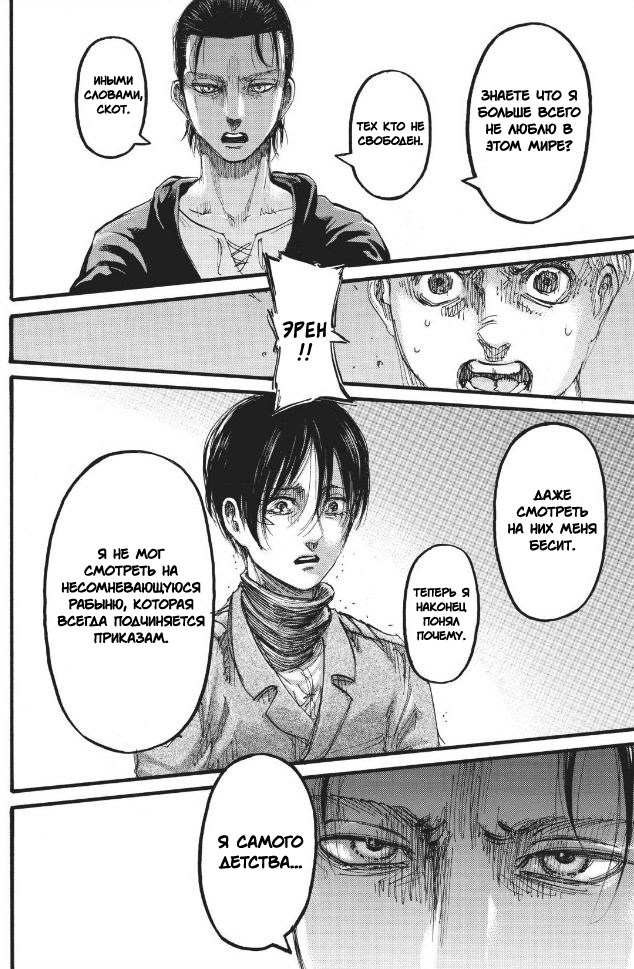 ЗНАЕТЕ ЧТО Я
БОЛЬШЕ ВСЕГО
НЕ ЛЮБЛЮ В
ЭТОМ МИРЕ?
ТЕХ КТО НЕ
СВОБОДЕН.
ИНЫМИ
СЛОВАМИ,
СКОТ.
ЭРЕН
!!
ДАЖЕ
СМОТРЕТЬ
НА НИХ МЕНЯ
БЕСИТ.
ТЕПЕРЬ Я
НАКОНЕЦ
ПОНЯЛ
ПОЧЕМУ.
Я НЕ МОГ
СМОТРЕТЬ НА
НЕСОМНЕВАЮЩУЮСЯ
РАБЫНЮ, КОТОРАЯ
ВСЕГДА ПОДЧИНЯЕТСЯ
ПРИКАЗАМ.
Я САМОГО
ДЕТСТВА...